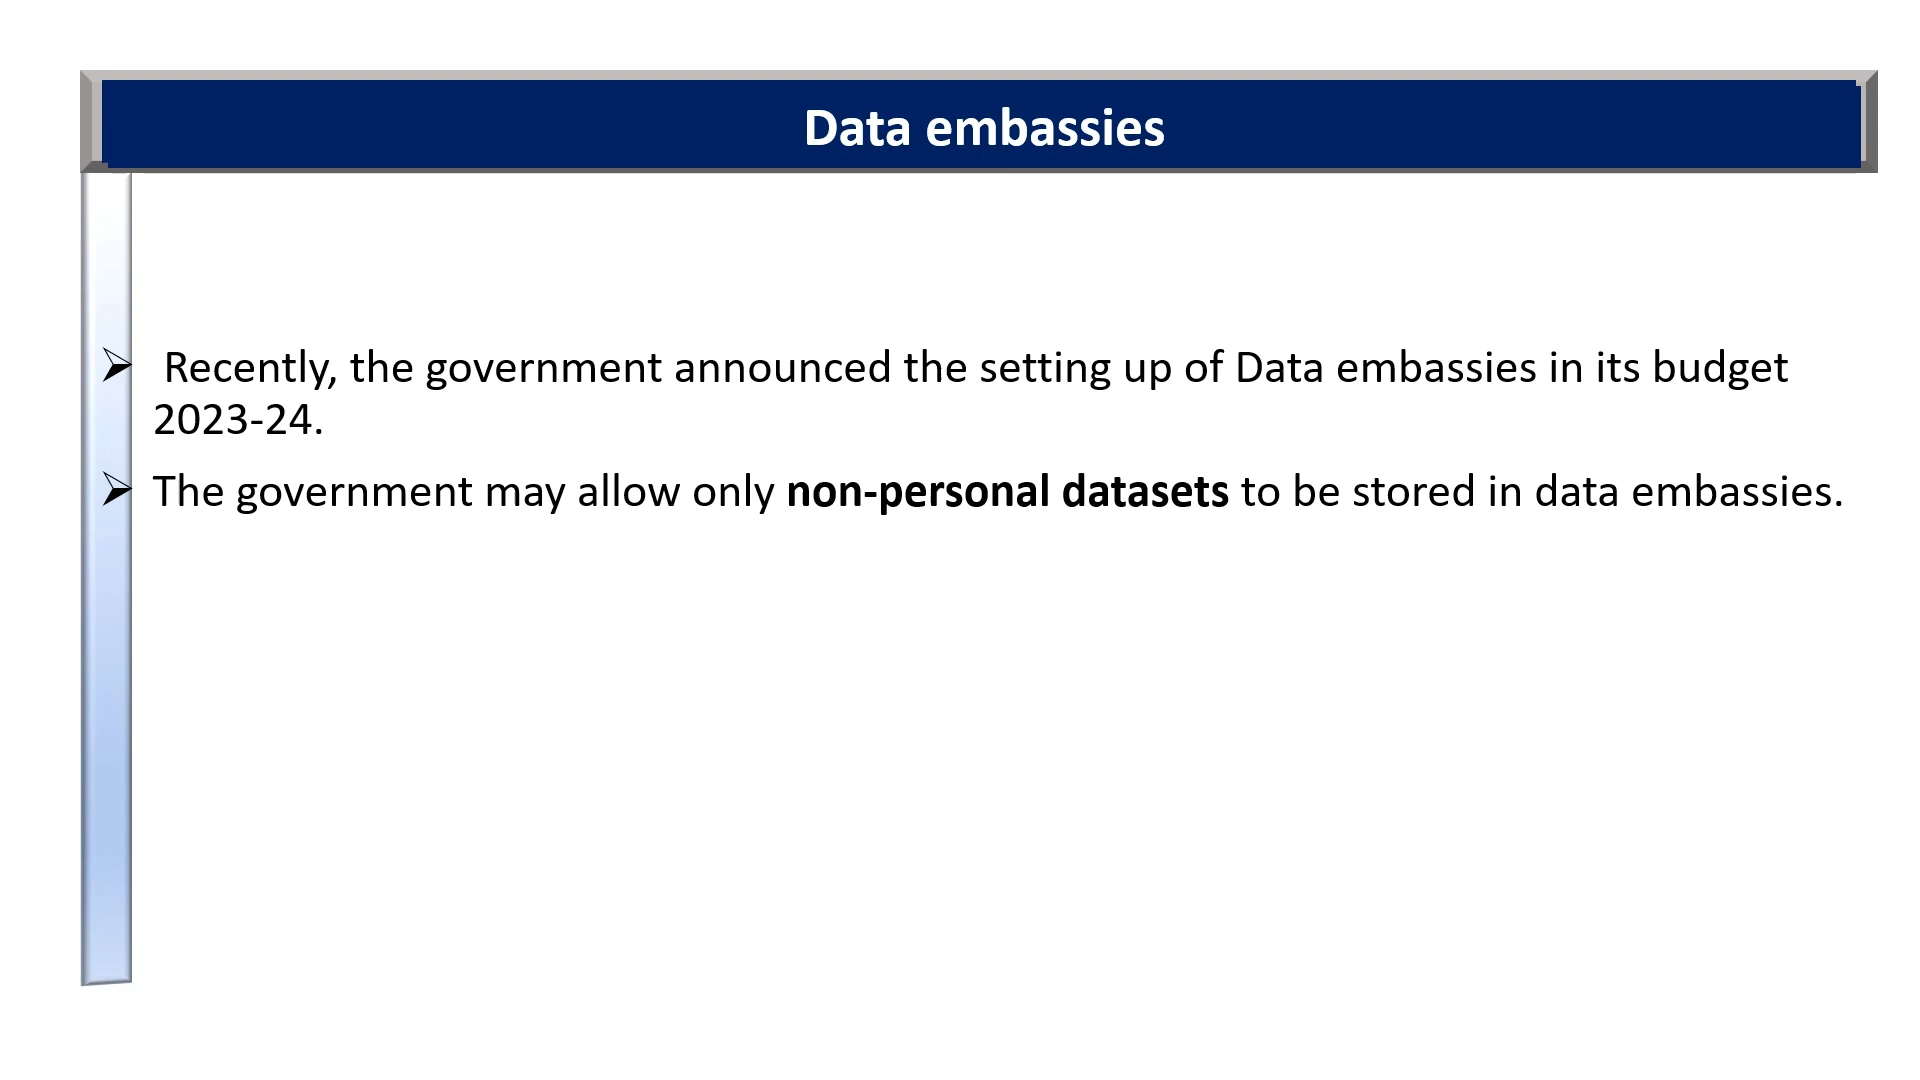 Data embassies
➢ Recently, the government announced the setting up of Data embassies in its budget
2023-24.
➢ The government may allow only non-personal datasets to be stored in data embassies.